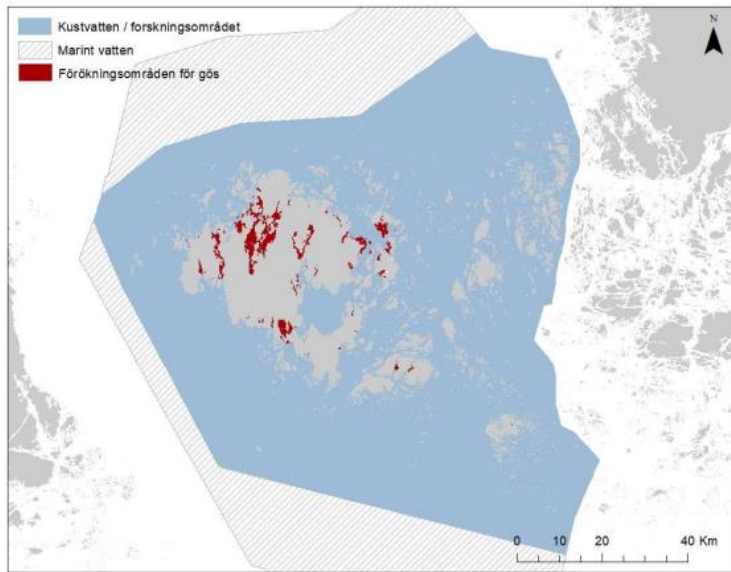 Kustvatten / forskningsområdet
Marint vatten
Förökningsområden för gös
N
0 10 20 40 Km